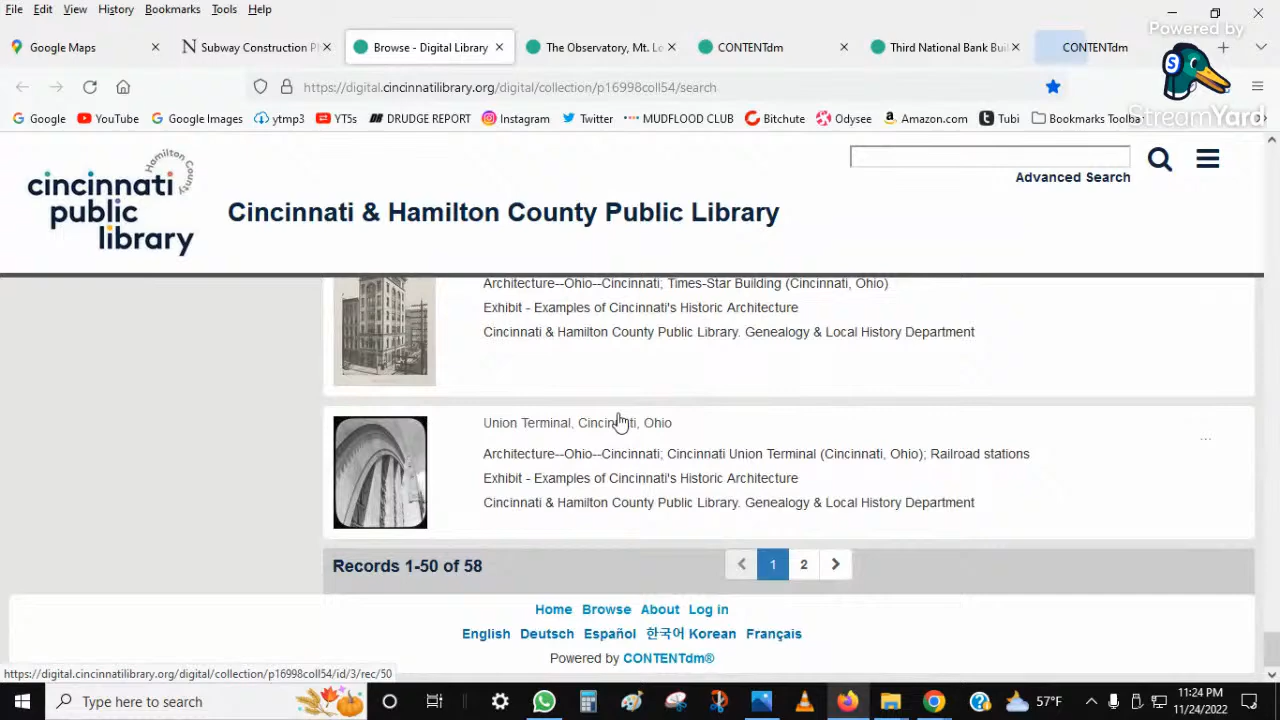 File Edit View History Bookmarks Tools Help
Powered by
Google Maps
Subway Construction P
Browse - Digital Library
The Observatory, Mt. Lo
CONTENTdm
Third National Bank Bui
CONTENTdm
https://digital.cincinnatilibrary.org/digital/collection/p16998coll54/search
S
StreamYard
Google YouTube Google Images ytmp3 YT5s DRUDGE REPORT Instagram Twitter MUDFLOOD CLUB Bitchute Odysee Amazon.com Tubi Bookmarks Toolba
Hamilton County
cincinnati
public
library
Cincinnati & Hamilton County Public Library
Advanced Search
Architecture--Ohio--Cincinnati; Times-Star Building (Cincinnati, Ohio)
Exhibit - Examples of Cincinnati's Historic Architecture
Cincinnati & Hamilton County Public Library. Genealogy & Local History Department
Union Terminal, Cincinnati, Ohio
...
Architecture--Ohio--Cincinnati; Cincinnati Union Terminal (Cincinnati, Ohio); Railroad stations
Exhibit - Examples of Cincinnati's Historic Architecture
Cincinnati & Hamilton County Public Library. Genealogy & Local History Department
Records 1-50 of 58
1 2
Home Browse About Log in
English Deutsch Español 한국어 Korean Français
Powered by CONTENTdm®
https://digital.cincinnatilibrary.org/digital/collection/p16998coll54/id/3/rec/50
Type here to search
57°F
11:24 PM
11/24/2022